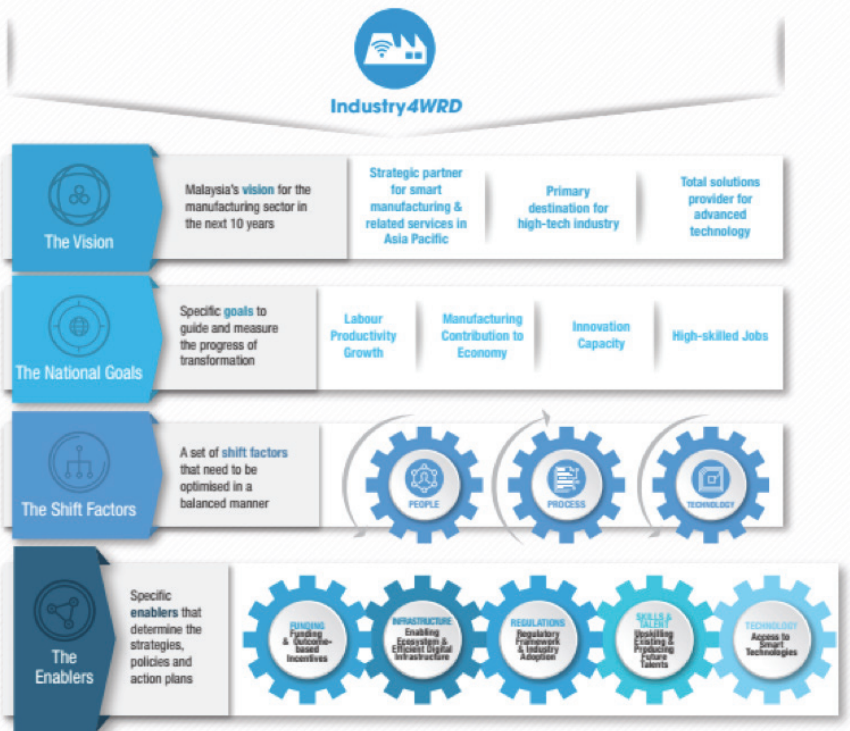 Industry4WRD
The Vision
Malaysia's vision for the
manufacturing sector in
the next 10 years
Strategic partner
for smart
manufacturing &
related services in
Asia Pacific
Primary
destination for
high-tech industry
Total solutions
provider for
advanced
technology
The National Goals
Specific goals to
guide and measure
the progress of
transformation
Labour
Productivity
Growth
Manufacturing
Contribution to
Economy
Innovation
Capacity
High-skilled Jobs
The Shift Factors
A set of shift factors
that need to be
optimised in a
balanced manner
PEOPLE
PROCESS
TECHNOLOGY
The
Enablers
Specific
enablers that
determine the
strategies,
policies and
action plans
FUNDING
Funding
& Outcome-
based
Incentives
INFRASTRUCTURE
Enabling
Ecosystem &
Efficient Digital
Infrastructure
REGULATIONS
Regulatory
Framework
& Industry
Adoption
SKILLS &
TALENT
Upskilling
Existing &
Producing
Future
Talents
TECHNOLOGY
Access to
Smart
Technologies